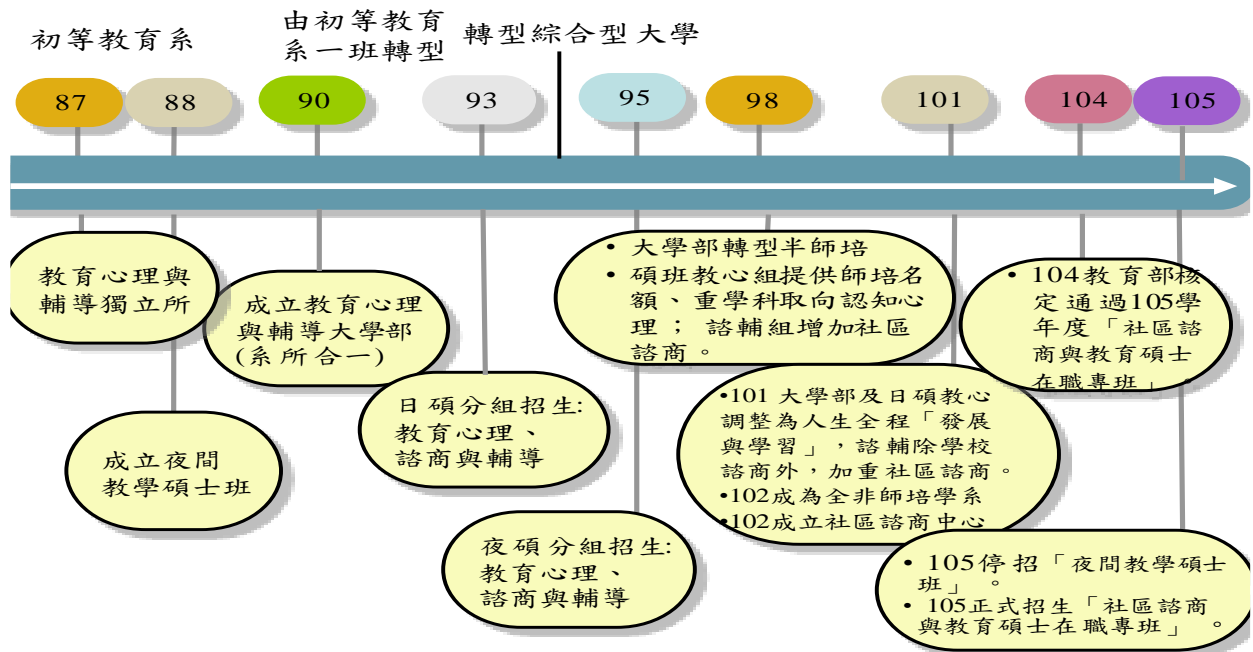 初等教育系
由初等教育
系一班轉型
轉型綜合型大學
87
88
90
93
95
98
101
104
105
教育心理與
輔導獨立所
成立夜間
教學碩士班
成立教育心理
與輔導大學部
(系所合一)
日碩分組招生:
教育心理、
諮商與輔導
夜碩分組招生:
教育心理、
諮商與輔導
• 大學部轉型半師培
• 碩班教心組提供師培名
額、重學科取向認知心
理；諮輔組增加社區
諮商。
•101 大學部及日碩教心
調整為人生全程「發展
與學習」，諮輔除學校
諮商外，加重社區諮商。
•102成為全非師培學系
•102成立社區諮商中心
• 104教育部核
定通過105學
年度「社區諮
商與教育碩士
在職專班」。
• 105停招「夜間教學碩士
班」。
• 105正式招生「社區諮商
與教育碩士在職專班」。